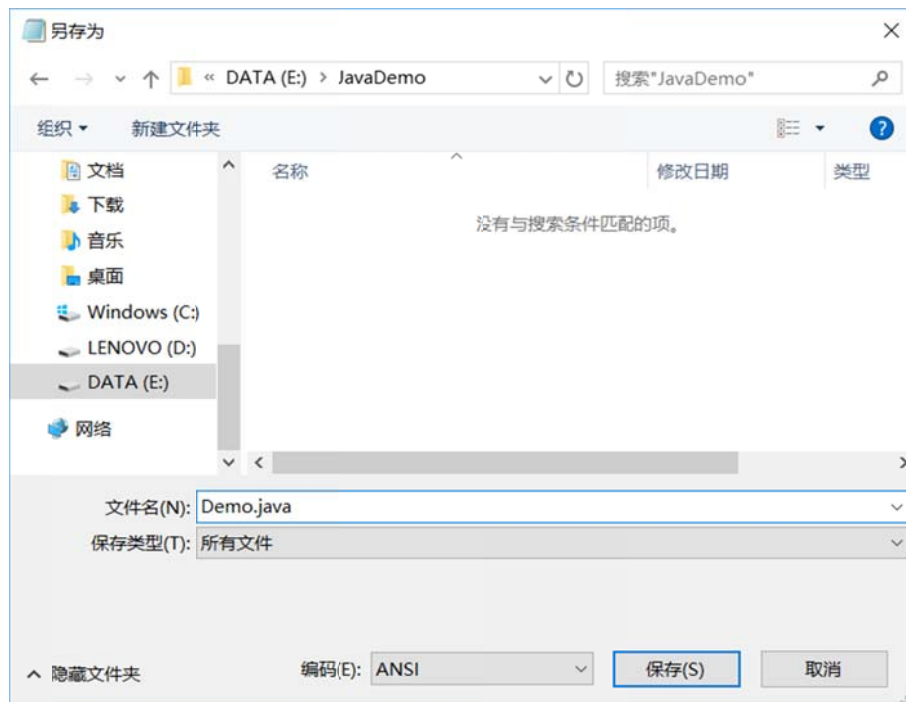 另存为
« DATA (E:) > JavaDemo
搜索"JavaDemo"
组织
新建文件夹
文档
下载
音乐
桌面
Windows (C:)
LENOVO (D:)
DATA (E:)
网络
名称
修改日期
类型
没有与搜索条件匹配的项。
文件名(N): Demo.java
保存类型(T): 所有文件
隐藏文件夹
编码(E): ANSI
保存(S)
取消